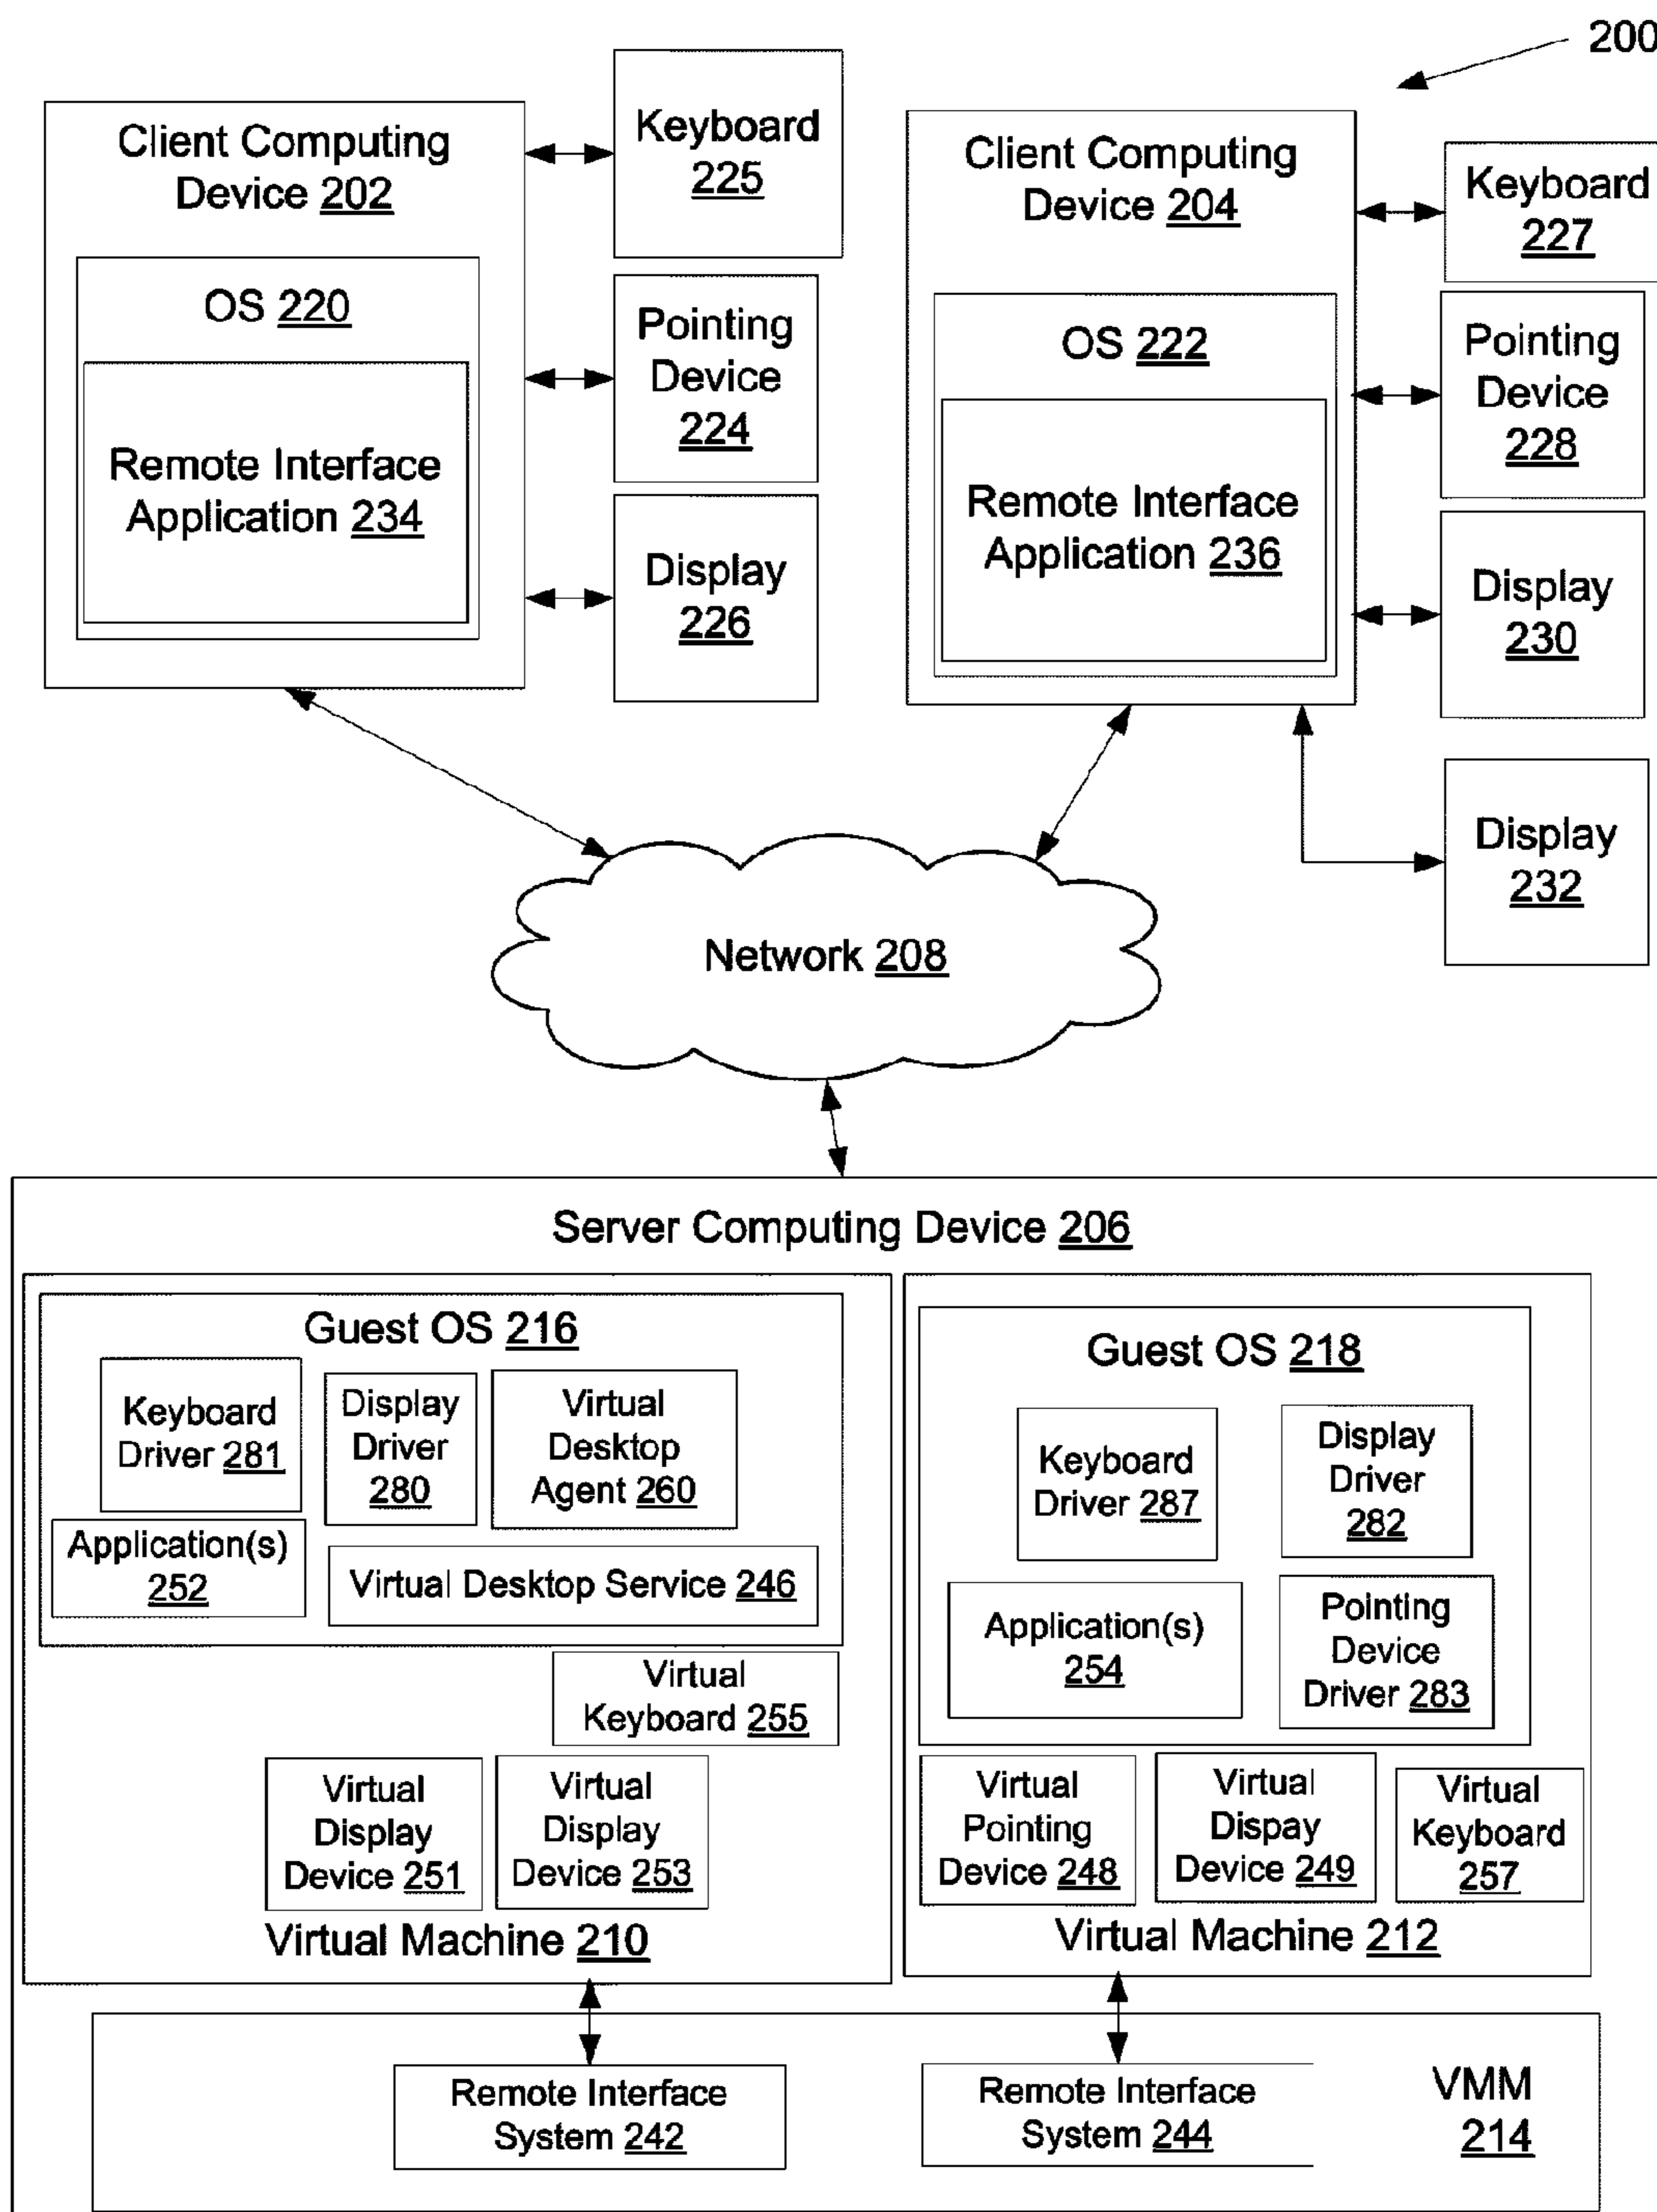 200
Client Computing
Device 202
OS 220
Remote Interface
Application 234
Keyboard
225
Pointing
Device
224
Display
226
Client Computing
Device 204
OS 222
Remote Interface
Application 236
Keyboard
227
Pointing
Device
228
Display
230
Display
232
Network 208
Server Computing Device 206
Guest OS 216
Keyboard
Driver 281
Display
Driver
280
Virtual
Desktop
Agent 260
Application(s)
252
Virtual Desktop Service 246
Virtual
Keyboard 255
Virtual
Display
Device 251
Virtual
Display
Device 253
Virtual Machine 210
Guest OS 218
Keyboard
Driver 287
Display
Driver
282
Application(s)
254
Pointing
Device
Driver 283
Virtual
Pointing
Device 248
Virtual
Dispay
Device 249
Virtual
Keyboard
257
Virtual Machine 212
Remote Interface
System 242
Remote Interface
System 244
VMM
214